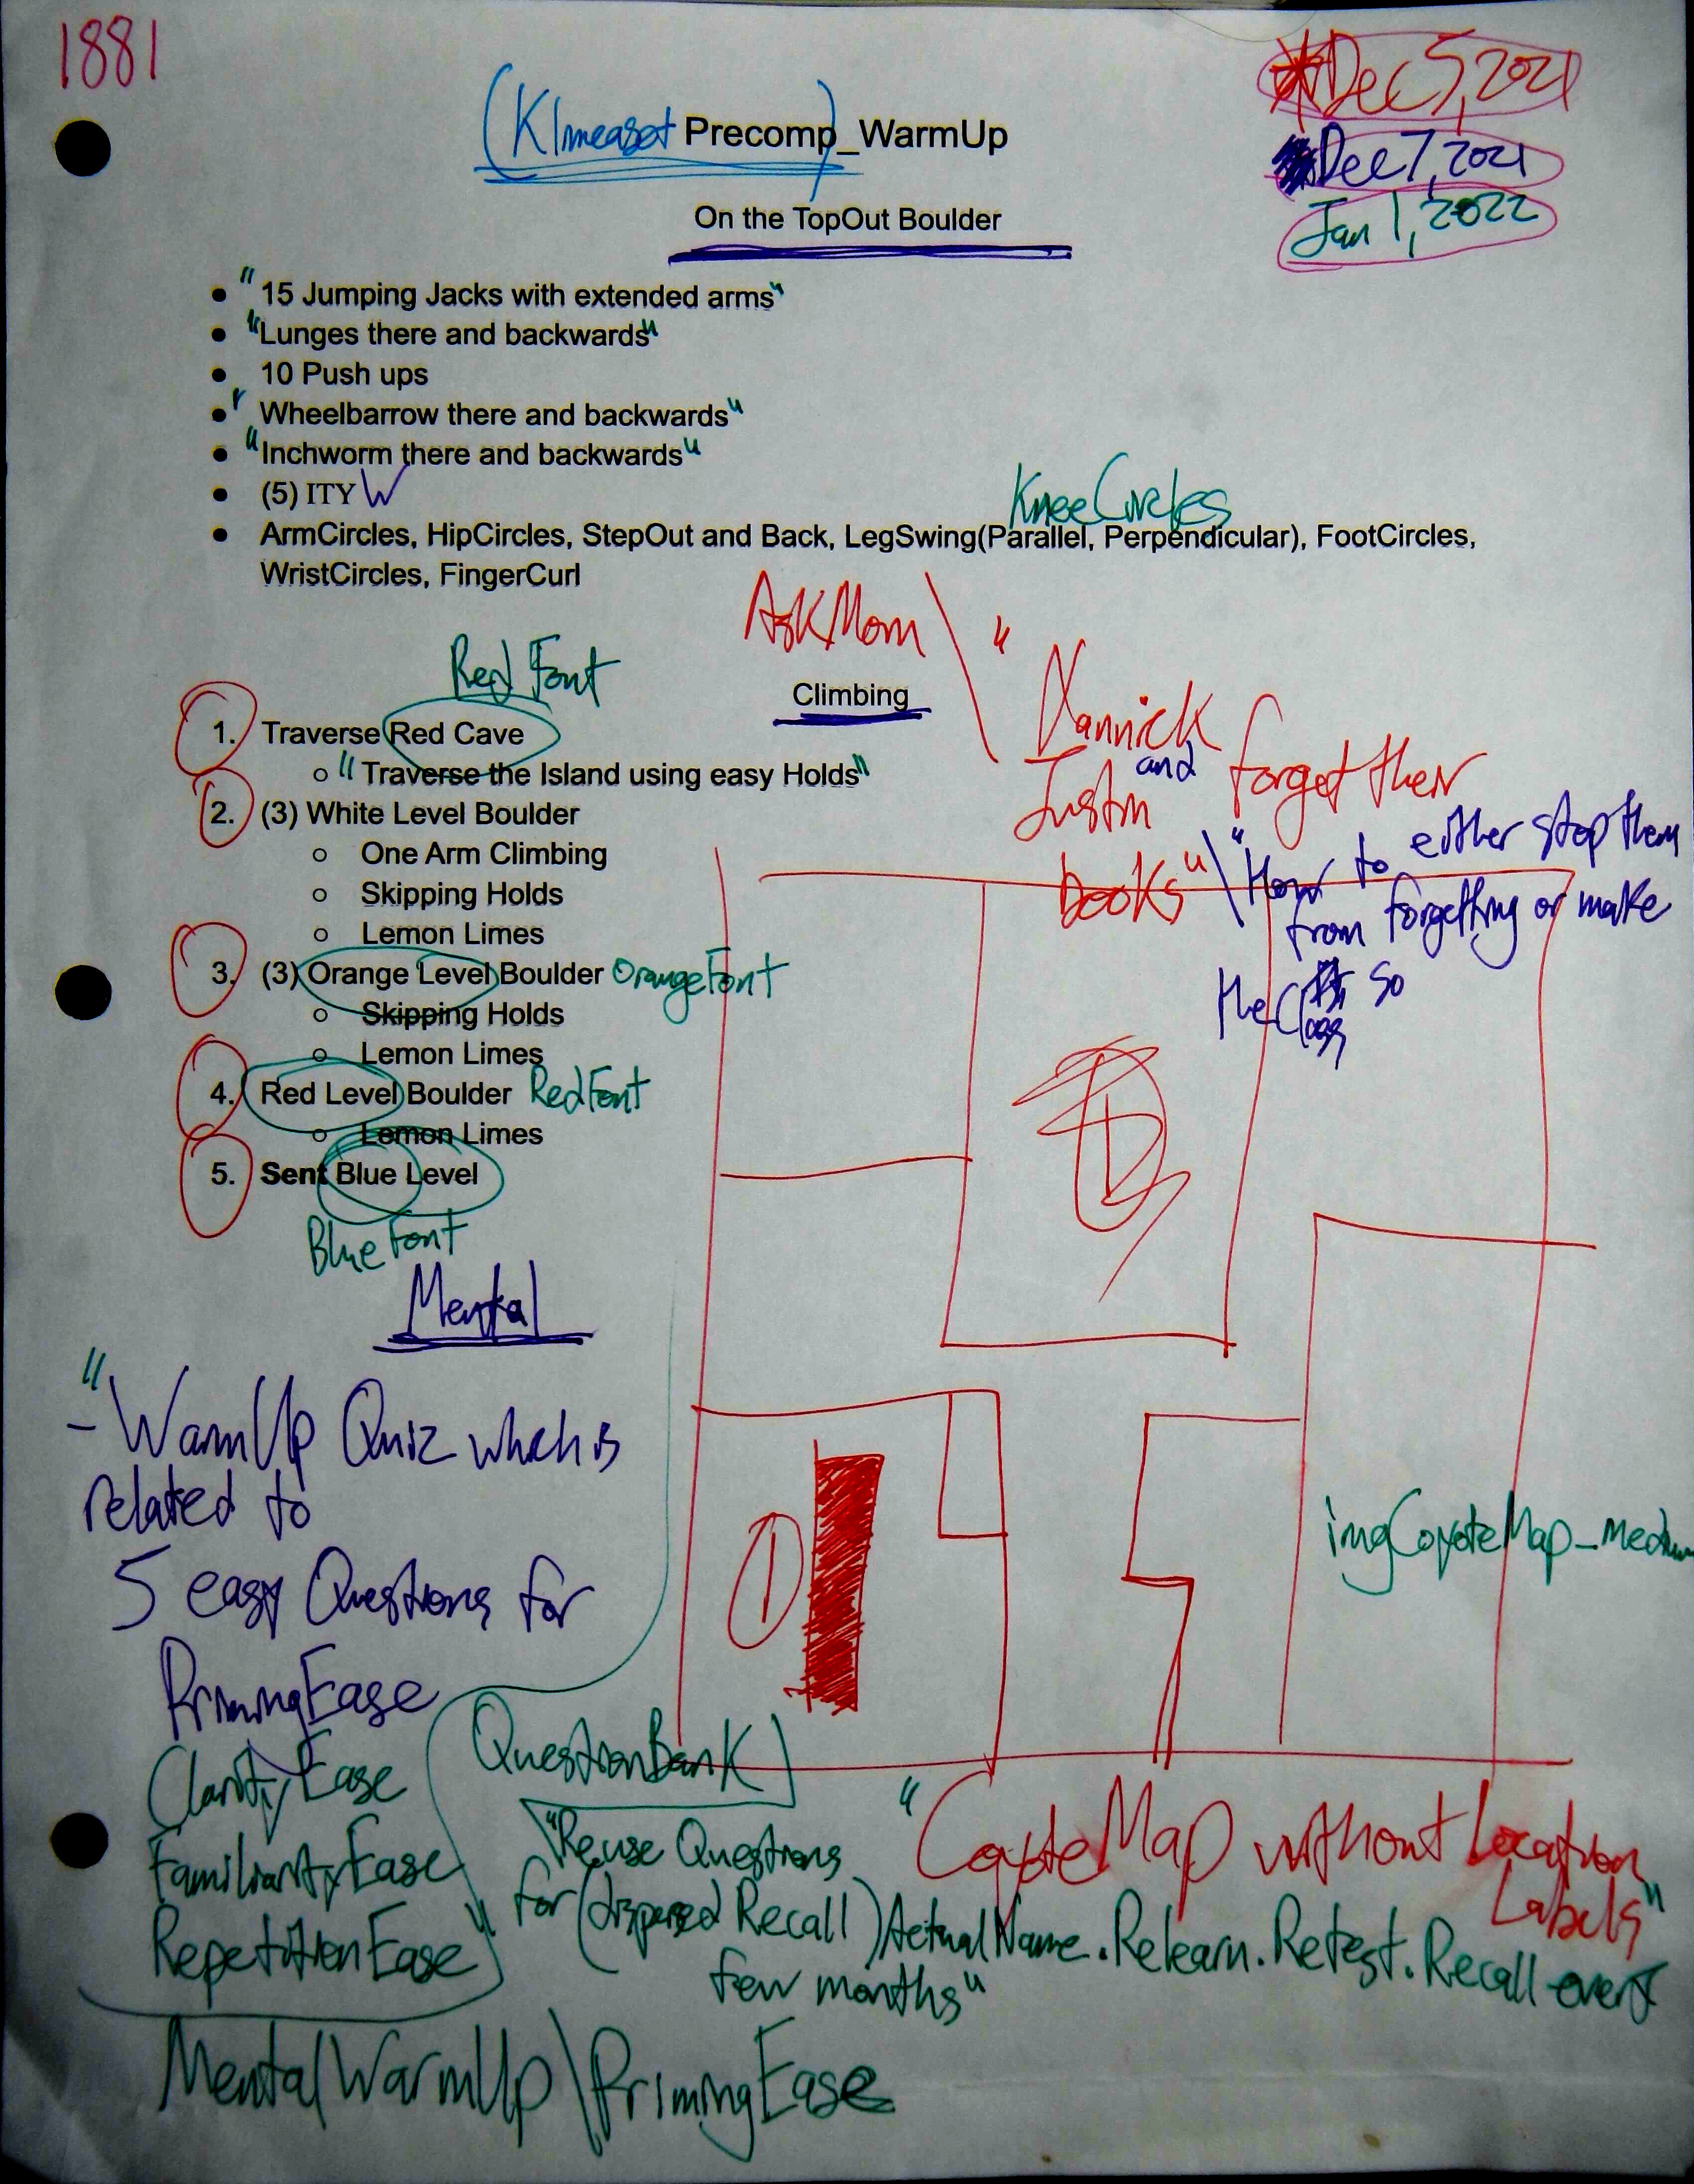 1881
Dec 5, 2021
Dec 7, 2021
Jan 1, 2022
(Klmeaset Precomp)_WarmUp
On the TopOut Boulder
• "15 Jumping Jacks with extended arms"
• "Lunges there and backwards"
• 10 Push ups
• "Wheelbarrow there and backwards"
• "Inchworm there and backwards"
• (5) ITYW
KneeCircles
• ArmCircles, HipCircles, StepOut and Back, LegSwing(Parallel, Perpendicular), FootCircles,
WristCircles, FingerCurl
AskMom \ "Yannick
and
Justin forget their
books" \ "How to either stop them
from forgetting or make
the Class so
Red Font
Climbing
1. Traverse Red Cave
○ "Traverse the Island using easy Holds"
2. (3) White Level Boulder
○ One Arm Climbing
○ Skipping Holds
○ Lemon Limes
3. (3) Orange Level Boulder OrangeFont
○ Skipping Holds
○ Lemon Limes
4. Red Level Boulder RedFont
○ Lemon Limes
5. Sent Blue Level
Blue Font
Mental
"
- WarmUp Quiz which is
related to
5 easy Questions for
PrimingEase
ClarityEase
FamiliarityEase
RepetitionEase"
1
imgCoyoteMap_medium
QuestionBank
"Reuse Questions
for (dispersed Recall) ActualName.Relearn.Retest.Recall over
few months"
"CoyoteMap without Location
Labels"
MentalWarmUp\PrimingEase